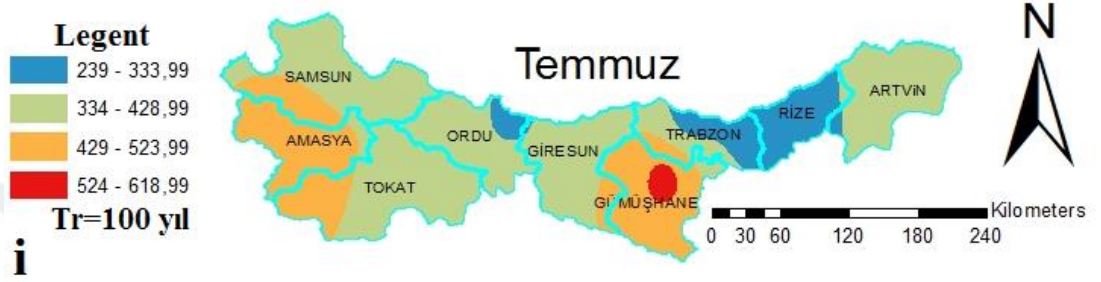 Legent
239 - 333,99
334 - 428,99
429 - 523,99
524 - 618,99
Tr=100 yıl
i
Temmuz
SAMSUN
AMASYA
TOKAT
ORDU
GİRESUN
TRABZON
GÜMÜŞHANE
RİZE
ARTViN
N
Kilometers
0 30 60 120 180 240